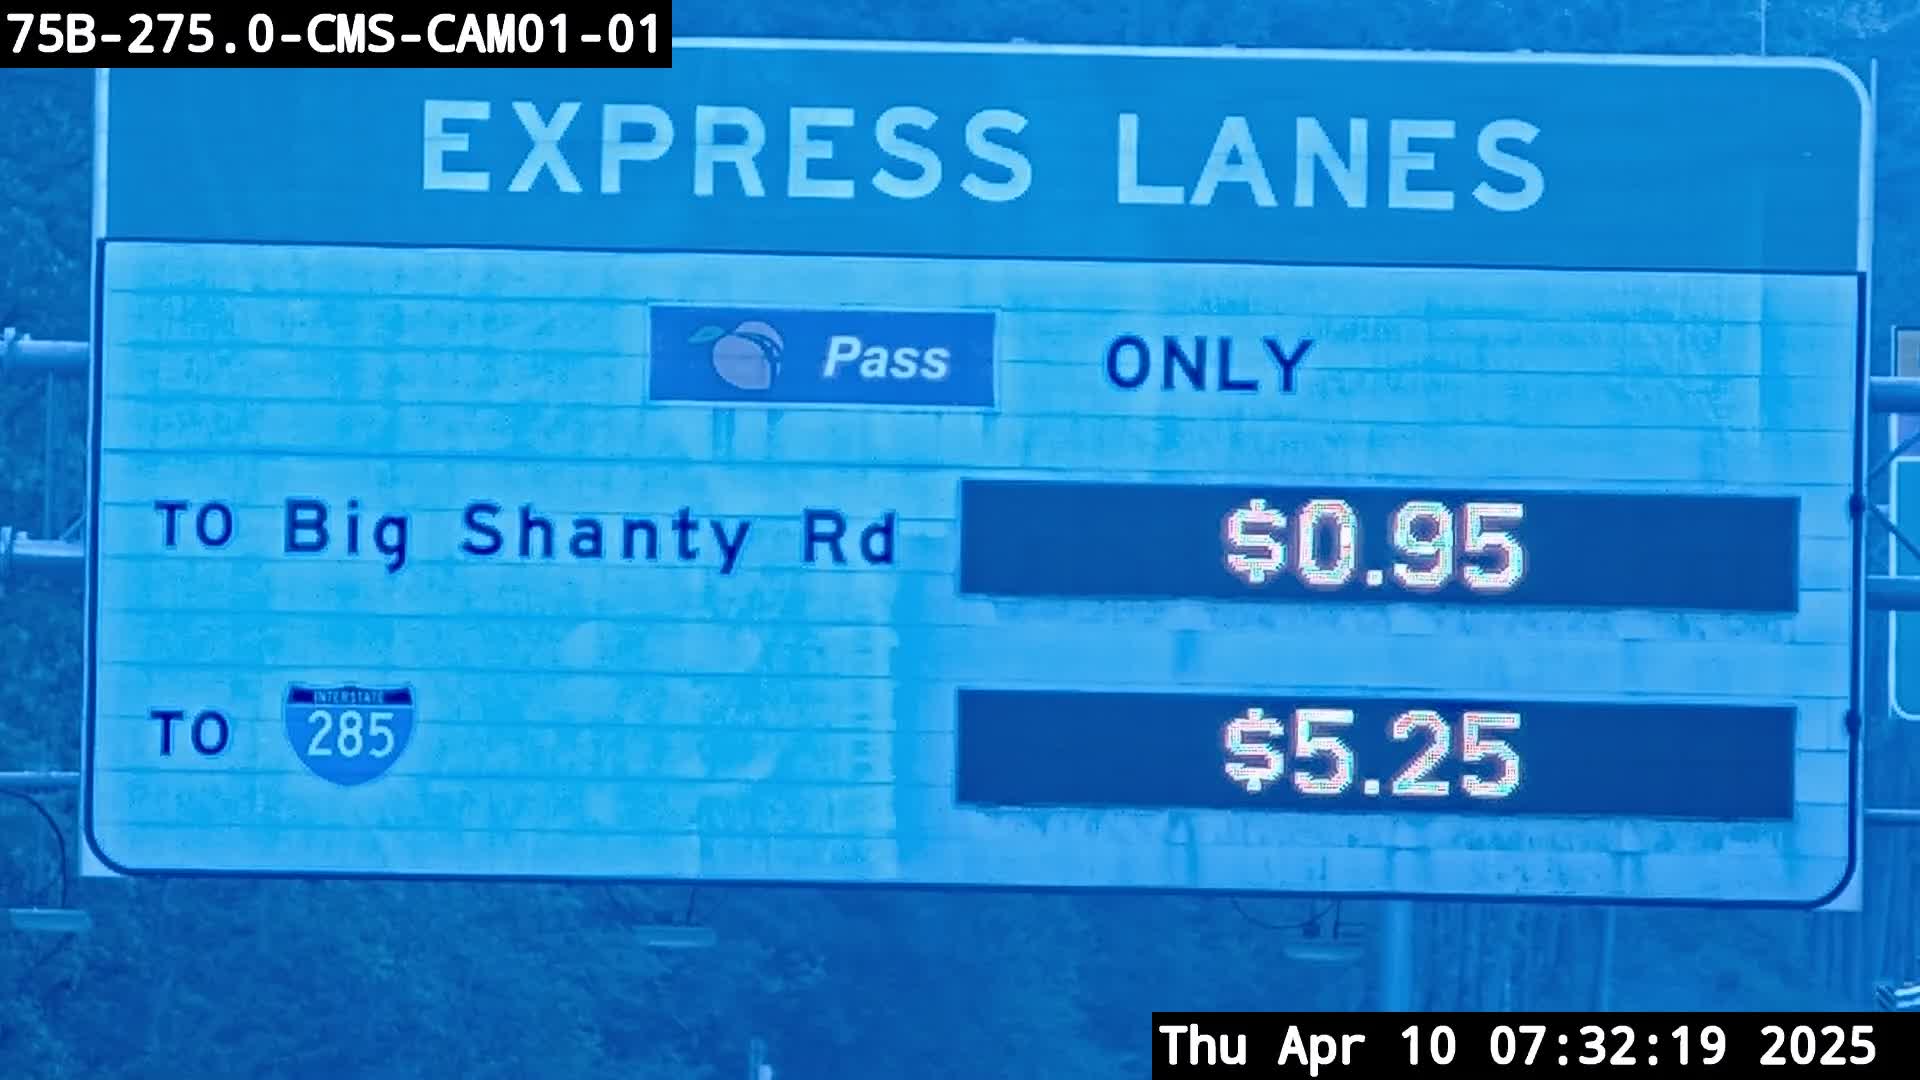 75B-275.0-CMS-CAM01-01
EXPRESS LANES
Pass ONLY
TO Big Shanty Rd $0.95
TO INTERSTATE 285 $5.25
Thu Apr 10 07:32:19 2025